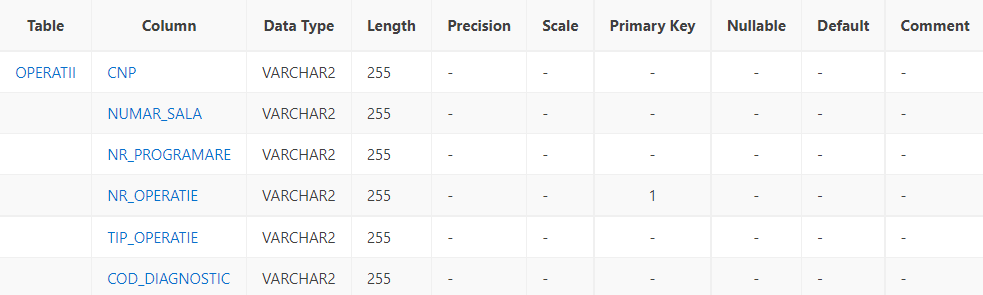 Table Column Data Type Length Precision Scale Primary Key Nullable Default Comment
OPERATII CNP VARCHAR2 255 - - - - - -
NUMAR_SALA VARCHAR2 255 - - - - - -
NR_PROGRAMARE VARCHAR2 255 - - - - - -
NR_OPERATIE VARCHAR2 255 - - 1 - - -
TIP_OPERATIE VARCHAR2 255 - - - - - -
COD_DIAGNOSTIC VARCHAR2 255 - - - - - -